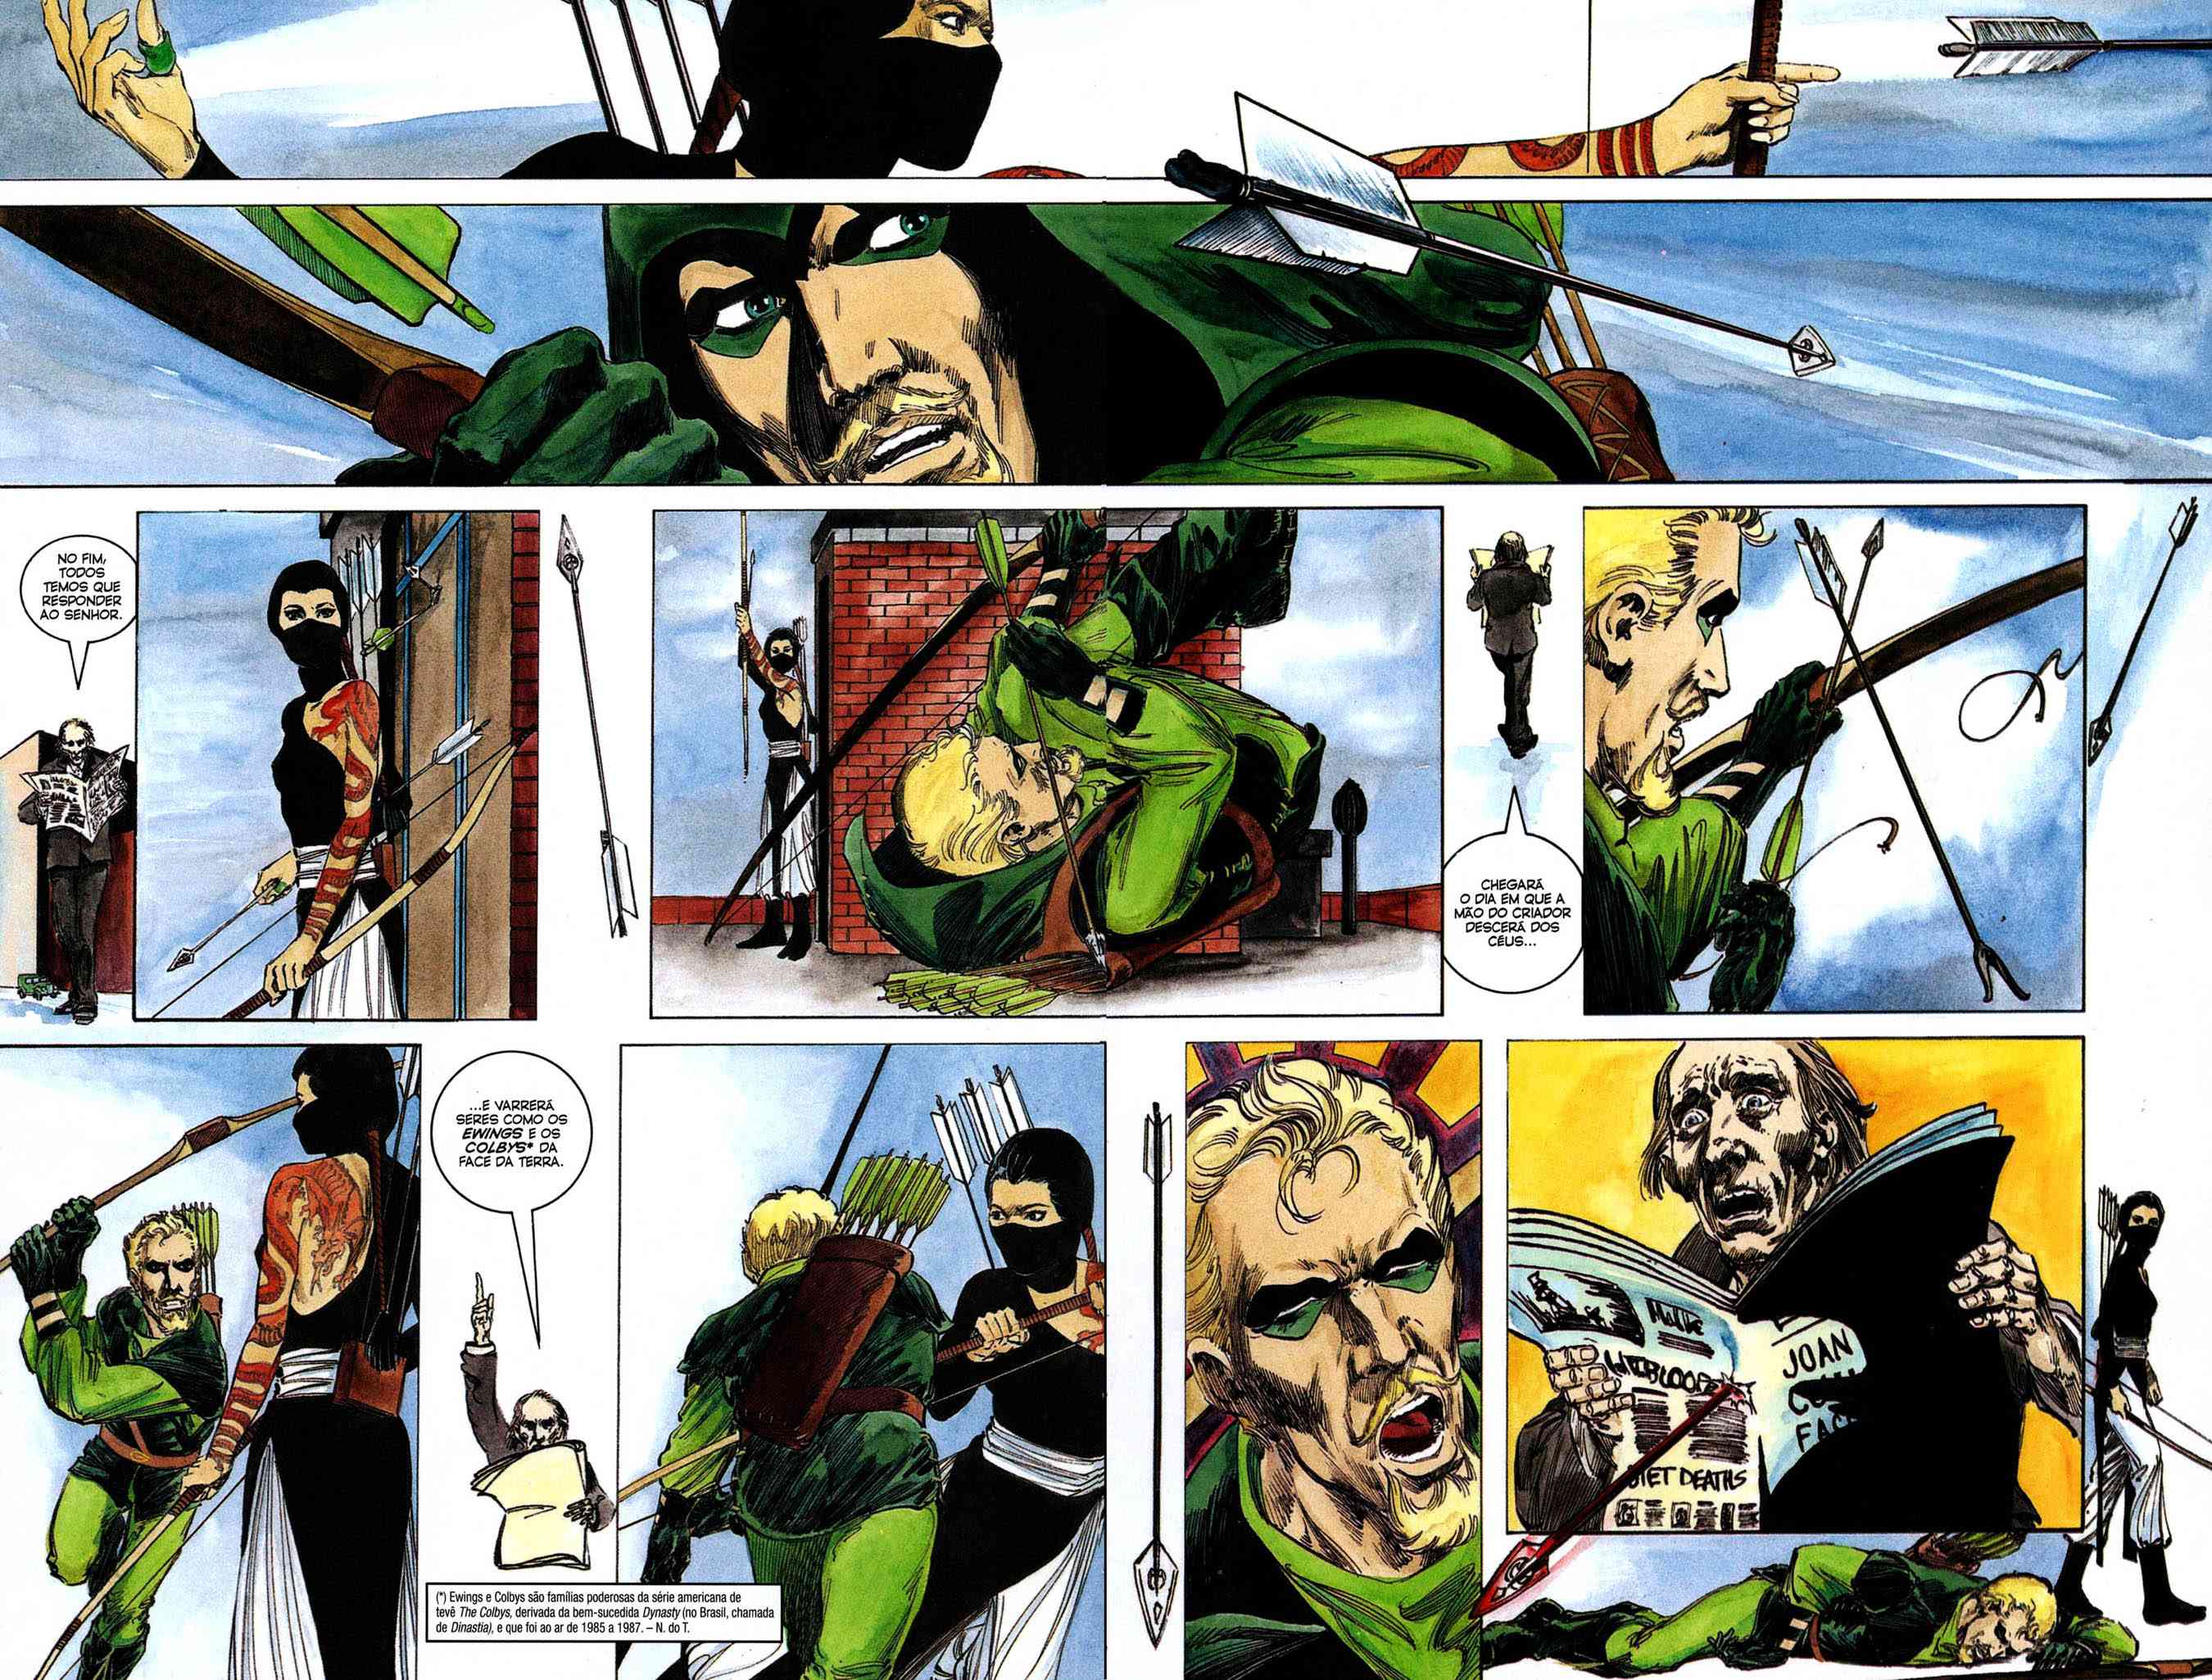 NO FIM,
TODOS
TEMOS QUE
RESPONDER
AO SENHOR.
CHEGARÁ
O DIA EM QUE A
MÃO DO CRIADOR
DESCERÁ DOS
CÉUS...
...E VARRERÁ
SERES COMO OS
EWINGS E OS
COLBYS* DA
FACE DA TERRA.
(*) Ewings e Colbys são famílias poderosas da série americana de
tevê The Colbys, derivada da bem-sucedida Dynasty (no Brasil, chamada
de Dinastia), e que foi ao ar de 1985 a 1987. – N. do T.
JOAN
DEATHS